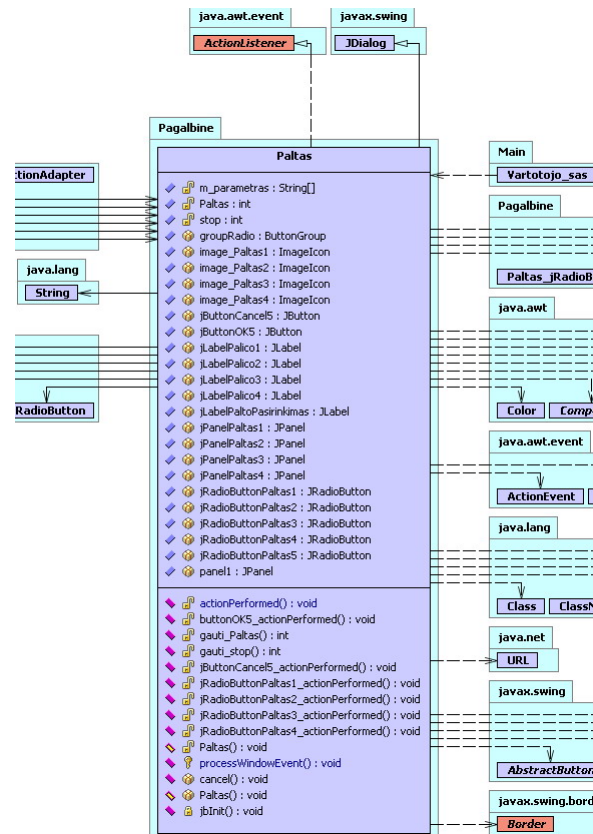 java.awt.event
javax.swing
ActionListener
JDialog
Pagalbine
Paltas
m_parametras : String[]
Paltas : int
stop : int
groupRadio : ButtonGroup
image_Paltas1 : ImageIcon
image_Paltas2 : ImageIcon
image_Paltas3 : ImageIcon
image_Paltas4 : ImageIcon
jButtonCancel5 : JButton
jButtonOK5 : JButton
jLabelPalico1 : JLabel
jLabelPalico2 : JLabel
jLabelPalico3 : JLabel
jLabelPalico4 : JLabel
jLabelPaltoPasirinkimas : JLabel
jPanelPaltas1 : JPanel
jPanelPaltas2 : JPanel
jPanelPaltas3 : JPanel
jPanelPaltas4 : JPanel
jRadioButtonPaltas1 : JRadioButton
jRadioButtonPaltas2 : JRadioButton
jRadioButtonPaltas3 : JRadioButton
jRadioButtonPaltas4 : JRadioButton
jRadioButtonPaltas5 : JRadioButton
panel1 : JPanel
actionPerformed() : void
buttonOK5_actionPerformed() : void
gauti_Paltas() : int
gauti_stop() : int
jButtonCancel5_actionPerformed() : void
jRadioButtonPaltas1_actionPerformed() : void
jRadioButtonPaltas2_actionPerformed() : void
jRadioButtonPaltas3_actionPerformed() : void
jRadioButtonPaltas4_actionPerformed() : void
Paltas() : void
processWindowEvent() : void
cancel() : void
Paltas() : void
jbInit() : void
ctionAdapter
java.lang
String
RadioButton
Main
Vartotojo_sas
Pagalbine
Paltas_jRadioB
java.awt
Color
Comp
java.awt.event
ActionEvent
java.lang
Class
ClassN
java.net
URL
javax.swing
AbstractButton
javax.swing.bord
Border